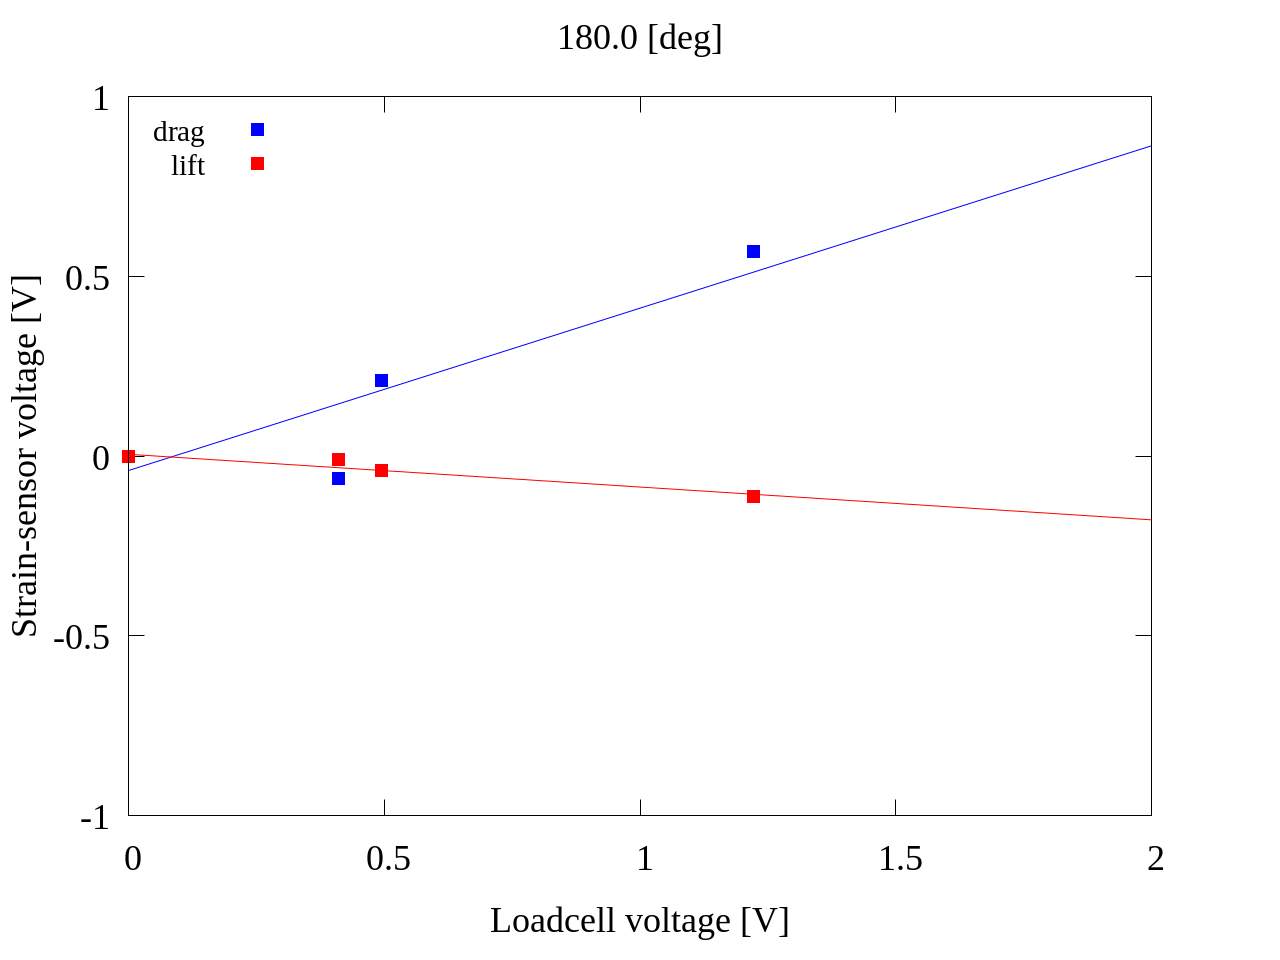 180.0 [deg]
drag
lift
1
0.5
0
-0.5
-1
Strain-sensor voltage [V]
0 0.5 1 1.5 2
Loadcell voltage [V]